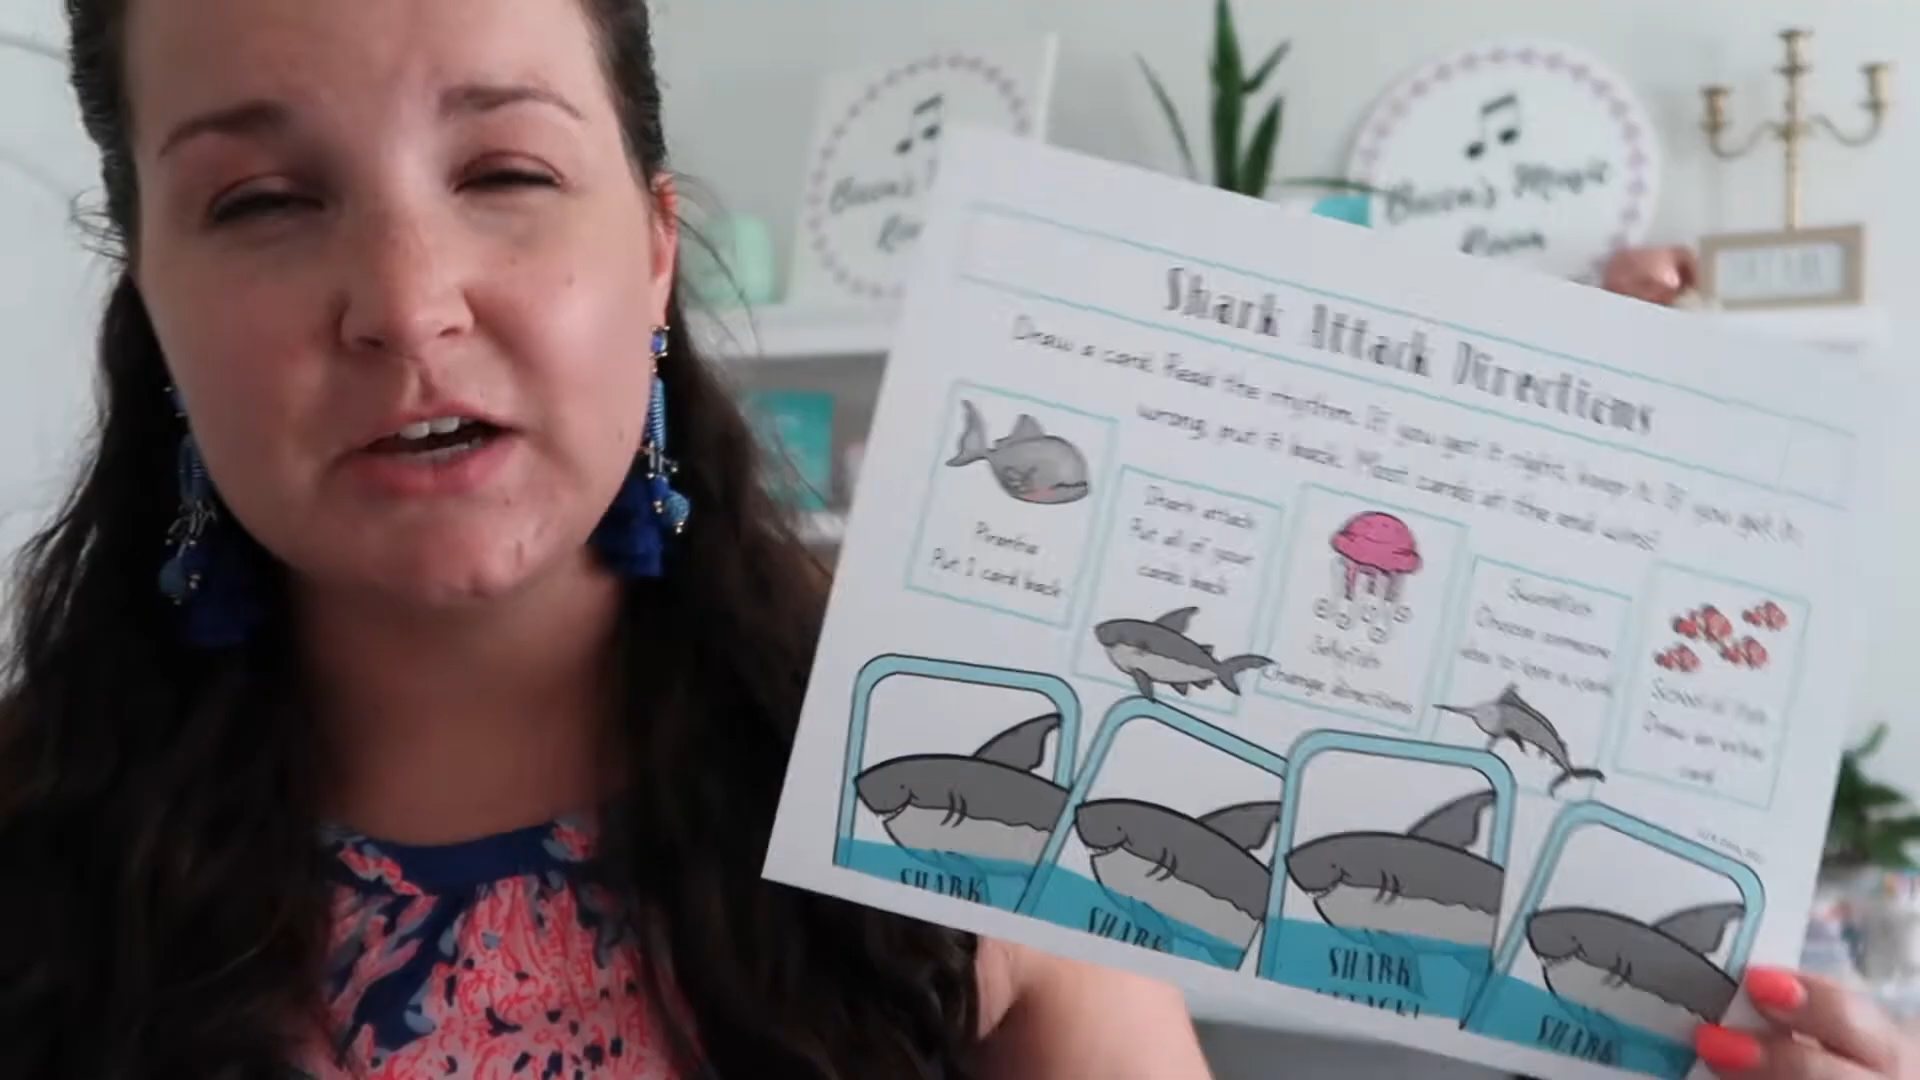 Music
Room
Shark Attack Directions
Draw a card. Read the rhythm. If you get it right, keep it. If you get it
wrong, put it back. Most cards at the end wins!
Piranha
Put 1 card back
Shark attack
Put all of your
cards back
Jellyfish
Change directions
Swordfish
Choose someone
else to lose a card
School of fish
Draw an extra
card
SHARK
SHARK
SHARK
ATTACK!
SHARK